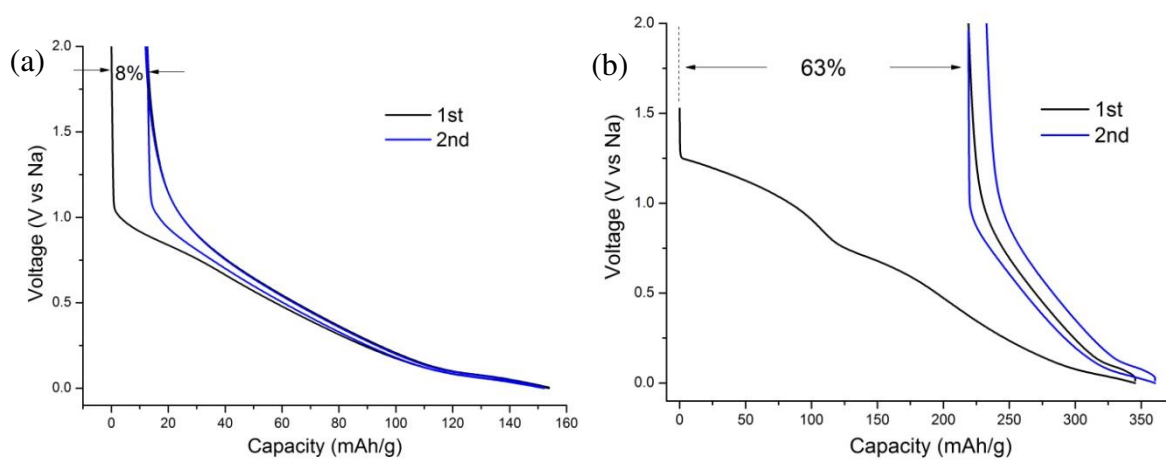 (a)
2.0
1.5
1.0
0.5
0.0
Voltage (V vs Na)
8%
1st
2nd
0 20 40 60 80 100 120 140 160
Capacity (mAh/g)
(b)
2.0
1.5
1.0
0.5
0.0
Voltage (V vs Na)
63%
1st
2nd
0 50 100 150 200 250 300 350
Capacity (mAh/g)